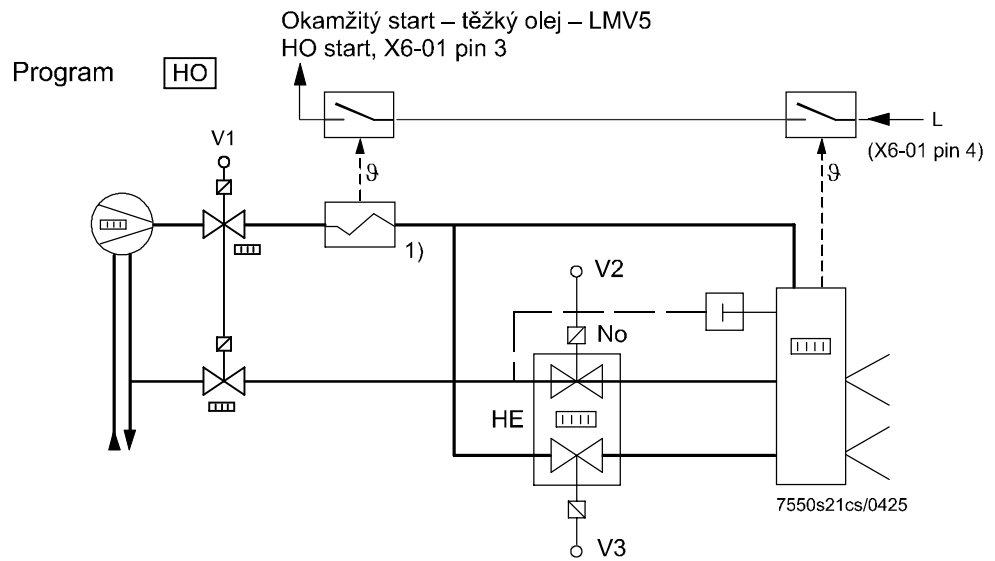 Okamžitý start – těžký olej – LMV5
HO start, X6-01 pin 3
Program HO
L
(X6-01 pin 4)
V1
ϑ
ϑ
1)
V2
No
HE
7550s21cs/0425
V3